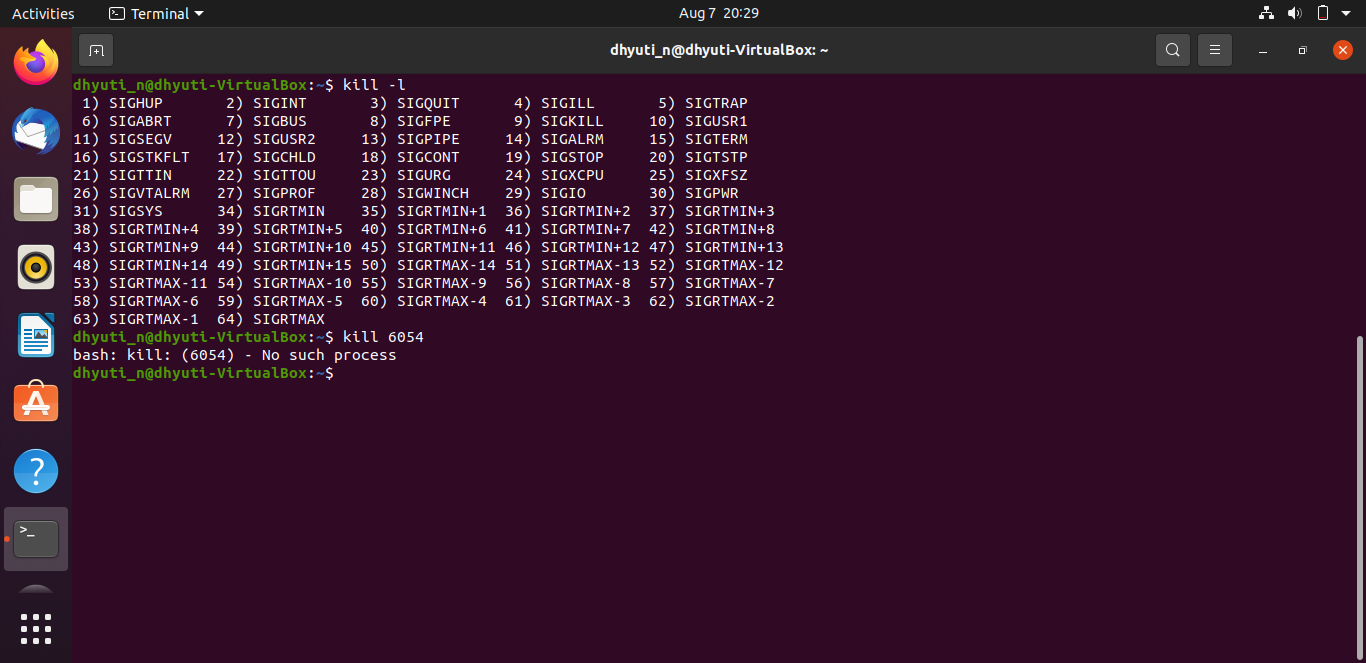 Activities
Terminal
Aug 7 20:29
dhyuti_n@dhyuti-VirtualBox: ~
dhyuti_n@dhyuti-VirtualBox:~$ kill -l
 1) SIGHUP       2) SIGINT       3) SIGQUIT      4) SIGILL       5) SIGTRAP
 6) SIGABRT      7) SIGBUS       8) SIGFPE       9) SIGKILL     10) SIGUSR1
11) SIGSEGV     12) SIGUSR2     13) SIGPIPE     14) SIGALRM     15) SIGTERM
16) SIGSTKFLT   17) SIGCHLD     18) SIGCONT     19) SIGSTOP     20) SIGTSTP
21) SIGTTIN     22) SIGTTOU     23) SIGURG      24) SIGXCPU     25) SIGXFSZ
26) SIGVTALRM   27) SIGPROF     28) SIGWINCH    29) SIGIO       30) SIGPWR
31) SIGSYS      34) SIGRTMIN    35) SIGRTMIN+1  36) SIGRTMIN+2  37) SIGRTMIN+3
38) SIGRTMIN+4  39) SIGRTMIN+5  40) SIGRTMIN+6  41) SIGRTMIN+7  42) SIGRTMIN+8
43) SIGRTMIN+9  44) SIGRTMIN+10 45) SIGRTMIN+11 46) SIGRTMIN+12 47) SIGRTMIN+13
48) SIGRTMIN+14 49) SIGRTMIN+15 50) SIGRTMAX-14 51) SIGRTMAX-13 52) SIGRTMAX-12
53) SIGRTMAX-11 54) SIGRTMAX-10 55) SIGRTMAX-9  56) SIGRTMAX-8  57) SIGRTMAX-7
58) SIGRTMAX-6  59) SIGRTMAX-5  60) SIGRTMAX-4  61) SIGRTMAX-3  62) SIGRTMAX-2
63) SIGRTMAX-1  64) SIGRTMAX
dhyuti_n@dhyuti-VirtualBox:~$ kill 6054
bash: kill: (6054) - No such process
dhyuti_n@dhyuti-VirtualBox:~$